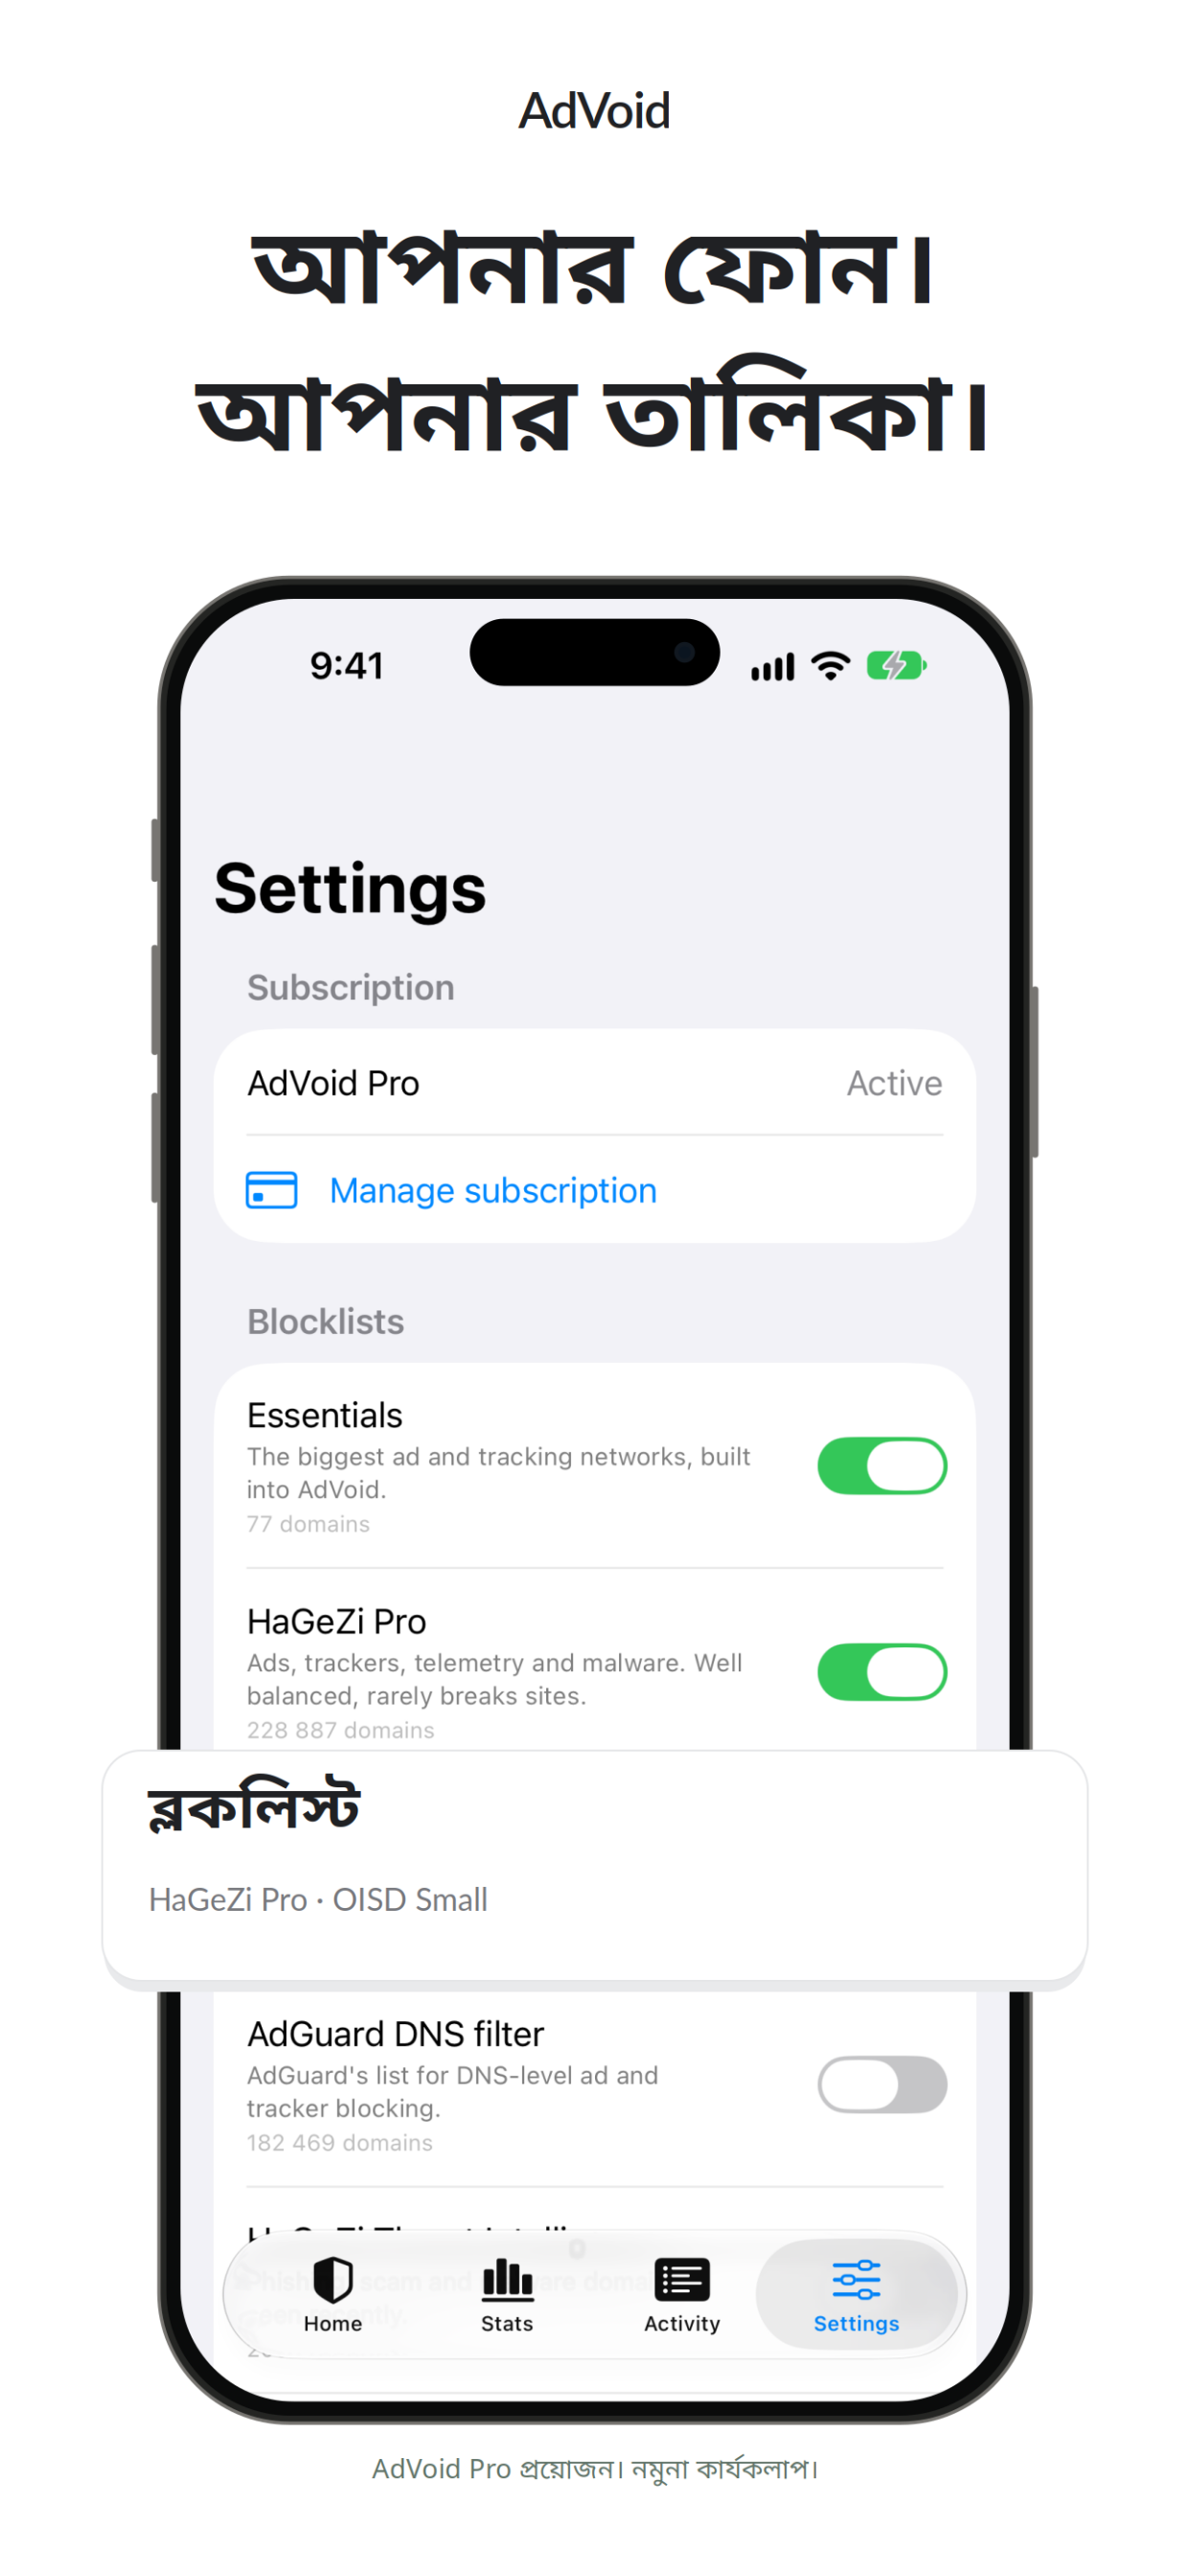 AdVoid
আপনার ফোন।
আপনার তালিকা।
9:41
Settings
Subscription
AdVoid Pro
Active
Manage subscription
Blocklists
Essentials
The biggest ad and tracking networks, built
into AdVoid.
77 domains
HaGeZi Pro
Ads, trackers, telemetry and malware. Well
balanced, rarely breaks sites.
228 887 domains
ব্লকলিস্ট
HaGeZi Pro · OISD Small
AdGuard DNS filter
AdGuard's list for DNS-level ad and
tracker blocking.
182 469 domains
Home
Stats
Activity
Settings
AdVoid Pro প্রয়োজন। নমুনা কার্যকলাপ।